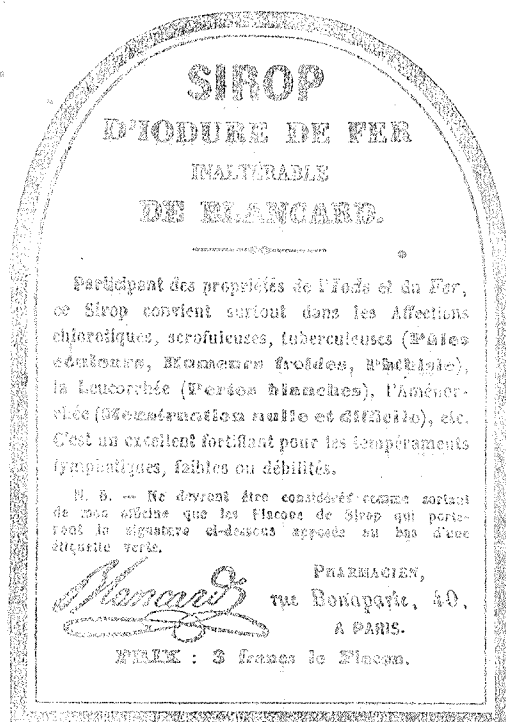 SIROP
D'IODURE DE FER
INALTÉRABLE
DE BLANCARD.
Participant des propriétés de l'Iode et du Fer,
ce Sirop convient surtout dans les Affections
chlorotiques, scrofuleuses, tuberculeuses (Pâles
couleurs, Humeurs froides, Phthisie),
la Leucorrhée (Pertes blanches), l'Aménor-
rhée (Menstruation nulle et difficile), etc.
C'est un excellent fortifiant pour les tempéraments
lymphatiques, faibles ou débilités.
N. B. — Ne devront être considérés comme sortant
de mon officine que les Flacons de Sirop qui porte-
ront la signature ci-dessous apposée au bas d'une
étiquette verte.
Blancard
PHARMACIEN,
rue Bonaparte, 40,
A PARIS.
PRIX : 3 francs le Flacon.